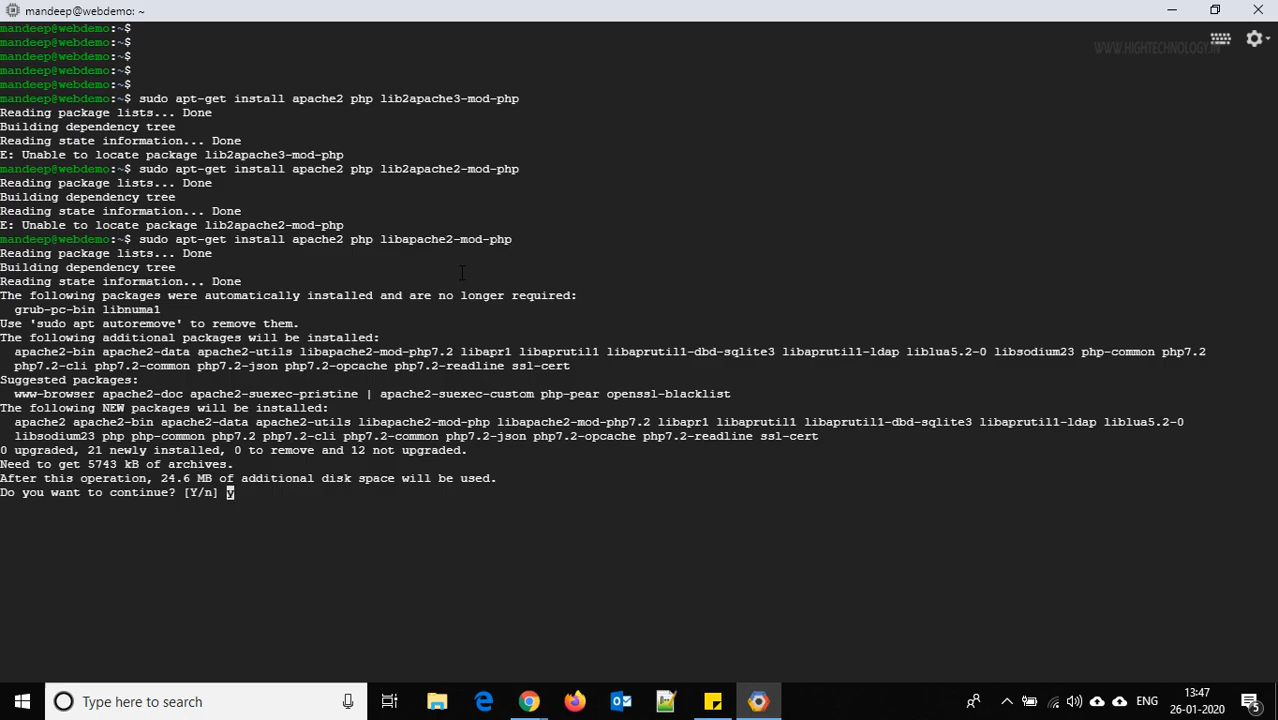 mandeep@webdemo: ~
mandeep@webdemo:~$
mandeep@webdemo:~$
WWW.HIGHTECHNOLOGY.IN
mandeep@webdemo:~$
mandeep@webdemo:~$
mandeep@webdemo:~$
mandeep@webdemo:~$ sudo apt-get install apache2 php lib2apache3-mod-php
Reading package lists... Done
Building dependency tree
Reading state information... Done
E: Unable to locate package lib2apache3-mod-php
mandeep@webdemo:~$ sudo apt-get install apache2 php lib2apache2-mod-php
Reading package lists... Done
Building dependency tree
Reading state information... Done
E: Unable to locate package lib2apache2-mod-php
mandeep@webdemo:~$ sudo apt-get install apache2 php libapache2-mod-php
Reading package lists... Done
Building dependency tree
Reading state information... Done
The following packages were automatically installed and are no longer required:
grub-pc-bin libnuma1
Use 'sudo apt autoremove' to remove them.
The following additional packages will be installed:
apache2-bin apache2-data apache2-utils libapache2-mod-php7.2 libapr1 libaprutil1 libaprutil1-dbd-sqlite3 libaprutil1-ldap liblua5.2-0 libsodium23 php-common php7.2
php7.2-cli php7.2-common php7.2-json php7.2-opcache php7.2-readline ssl-cert
Suggested packages:
www-browser apache2-doc apache2-suexec-pristine | apache2-suexec-custom php-pear openssl-blacklist
The following NEW packages will be installed:
apache2 apache2-bin apache2-data apache2-utils libapache2-mod-php libapache2-mod-php7.2 libapr1 libaprutil1 libaprutil1-dbd-sqlite3 libaprutil1-ldap liblua5.2-0
libsodium23 php php-common php7.2 php7.2-cli php7.2-common php7.2-json php7.2-opcache php7.2-readline ssl-cert
0 upgraded, 21 newly installed, 0 to remove and 12 not upgraded.
Need to get 5743 kB of archives.
After this operation, 24.6 MB of additional disk space will be used.
Do you want to continue? [Y/n] y
Type here to search
ENG
13:47
26-01-2020
5